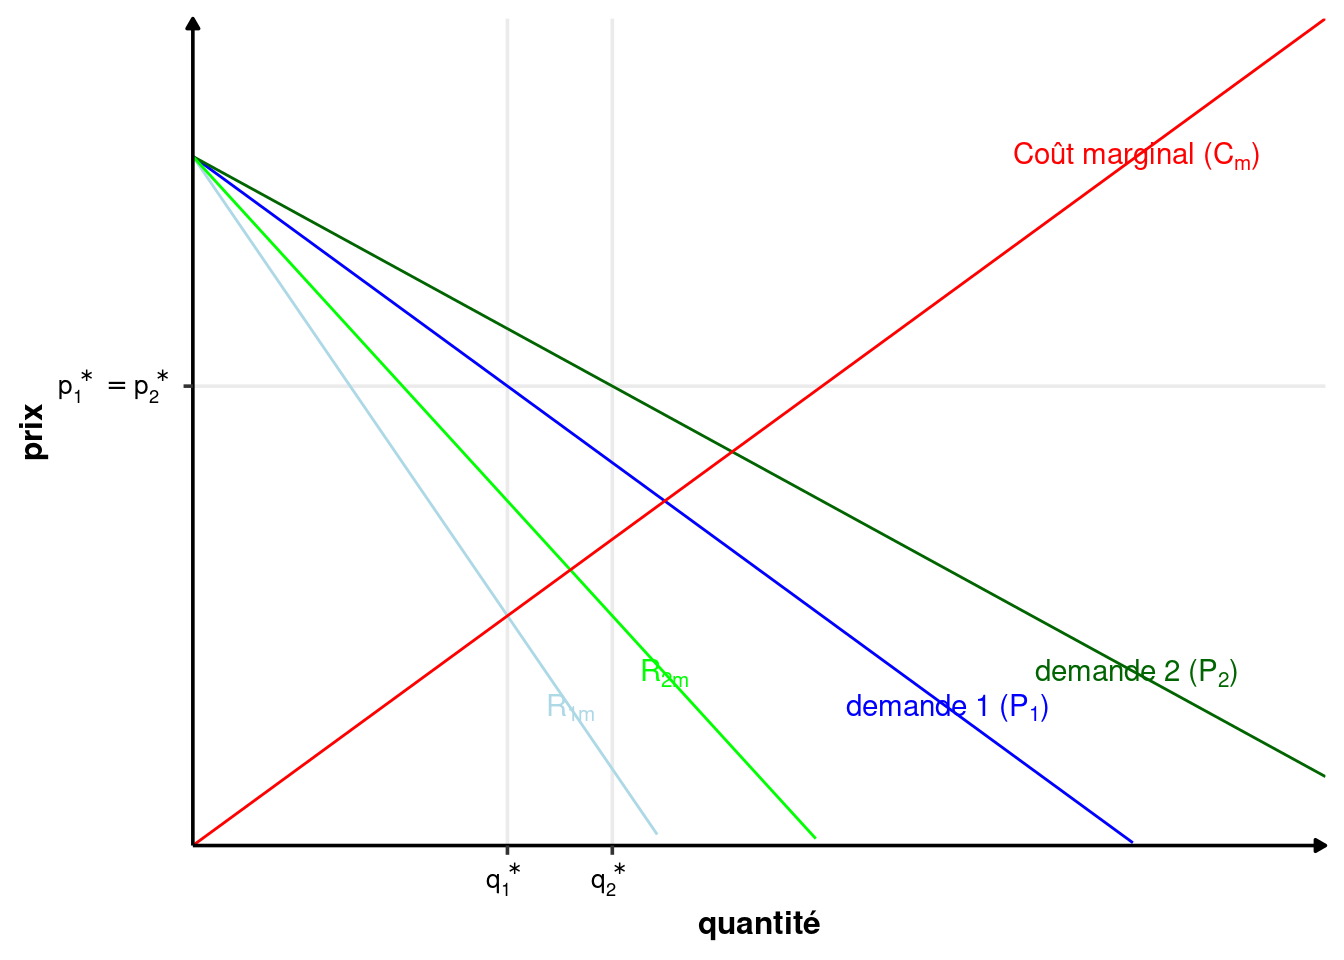 Coût marginal (Cm)
p1* = p2*
prix
R2m
demande 2 (P2)
R1m
demande 1 (P1)
q1*
q2*
quantité